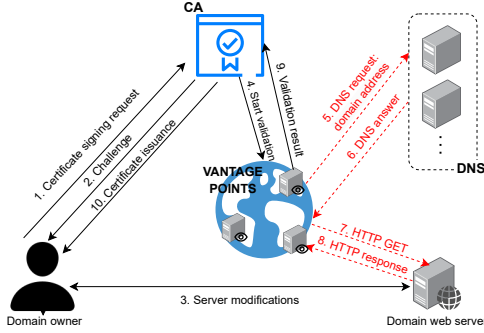 CA
1. Certificate signing request
2. Challenge
10. Certificate issuance
4. Start validation
9. Validation result
5. DNS request:
domain address
6. DNS answer
DNS
VANTAGE
POINTS
7. HTTP GET
8. HTTP response
3. Server modifications
Domain owner
Domain web server